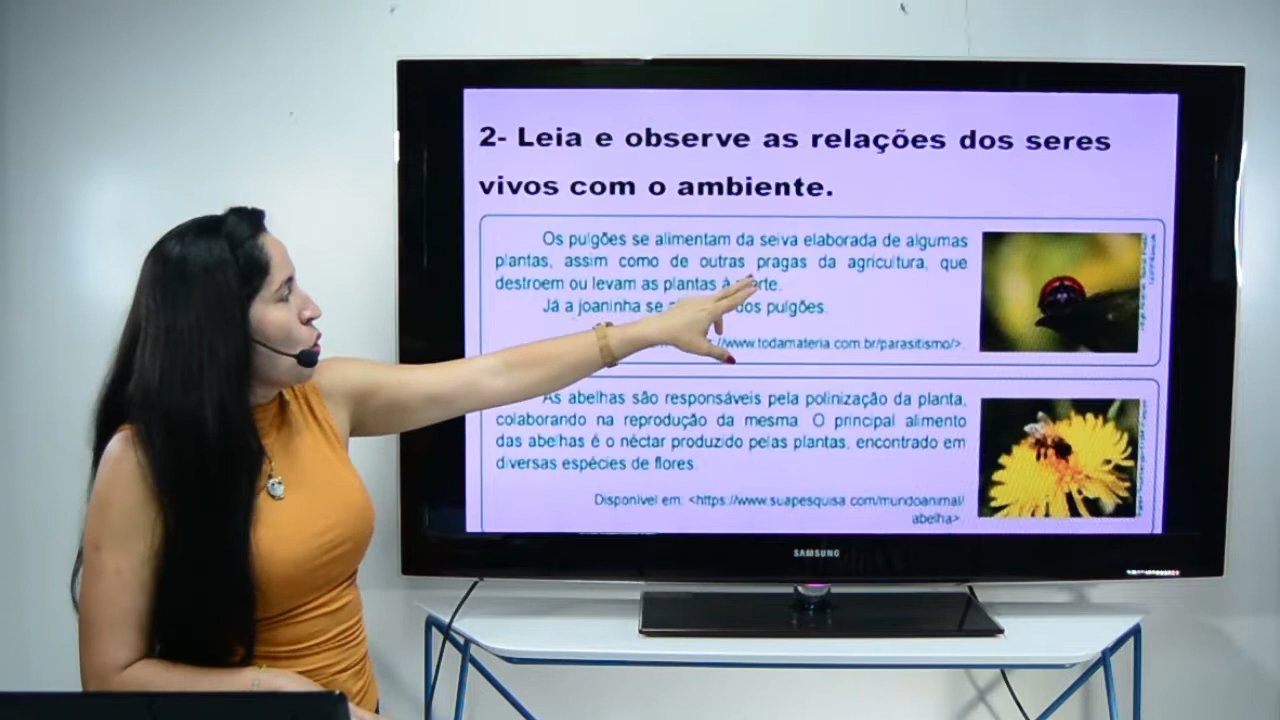 2- Leia e observe as relações dos seres
vivos com o ambiente.
Os pulgões se alimentam da seiva elaborada de algumas
plantas, assim como de outras pragas da agricultura, que
destroem ou levam as plantas à
Já a joaninha se dos pulgões.
//www.todamateria.com.br/parasitismo/>.
As abelhas são responsáveis pela polinização da planta,
colaborando na reprodução da mesma. O principal alimento
das abelhas é o néctar produzido pelas plantas, encontrado em
diversas espécies de flores.
Disponível em: <https://www.suapesquisa.com/mundoanimal/
abelha>
SAMSUNG